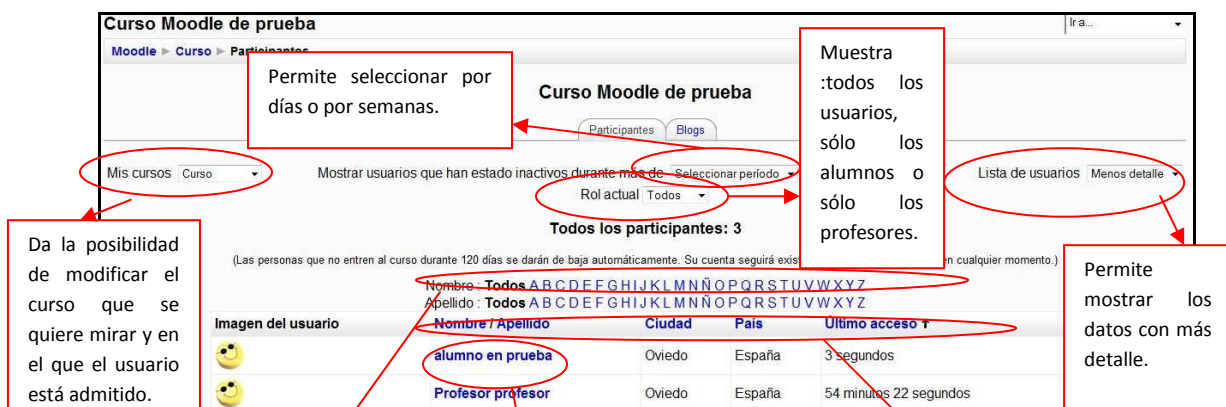 Curso Moodle de prueba
Ir a...
Moodle ► Curso ► Participantes
Permite seleccionar por
días o por semanas.
Muestra
:todos los
usuarios,
sólo los
alumnos o
sólo los
profesores.
Curso Moodle de prueba
Participantes Blogs
Mis cursos Curso
Mostrar usuarios que han estado inactivos durante más de Seleccionar período
Lista de usuarios Menos detalle
Rol actual Todos
Todos los participantes: 3
Da la posibilidad
de modificar el
curso que se
quiere mirar y en
el que el usuario
está admitido.
(Las personas que no entren al curso durante 120 días se darán de baja automáticamente. Su cuenta seguirá en cualquier momento.)
Permite
mostrar los
datos con más
detalle.
Nombre : Todos A B C D E F G H I J K L M N Ñ O P Q R S T U V W X Y Z
Apellido : Todos A B C D E F G H I J K L M N Ñ O P Q R S T U V W X Y Z
Imagen del usuario Nombre / Apellido Ciudad País Último acceso ↑
alumno en prueba Oviedo España 3 segundos
Profesor profesor Oviedo España 54 minutos 22 segundos